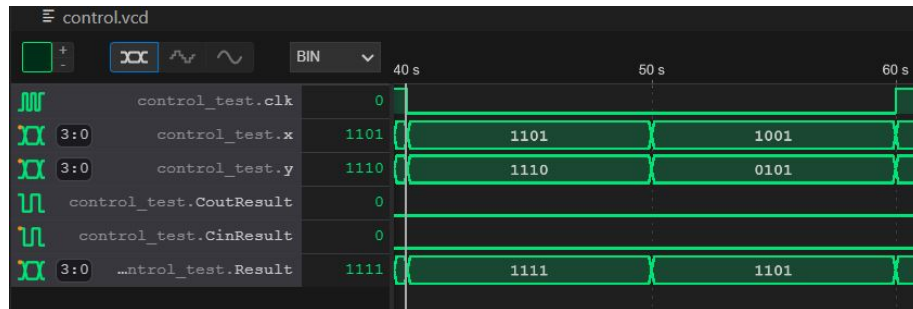 control.vcd
+
-
BIN
40 s 50 s 60 s
control_test.clk 0
3:0 control_test.x 1101 1101 1001
3:0 control_test.y 1110 1110 0101
control_test.CoutResult 0
control_test.CinResult 0
3:0 …ntrol_test.Result 1111 1111 1101